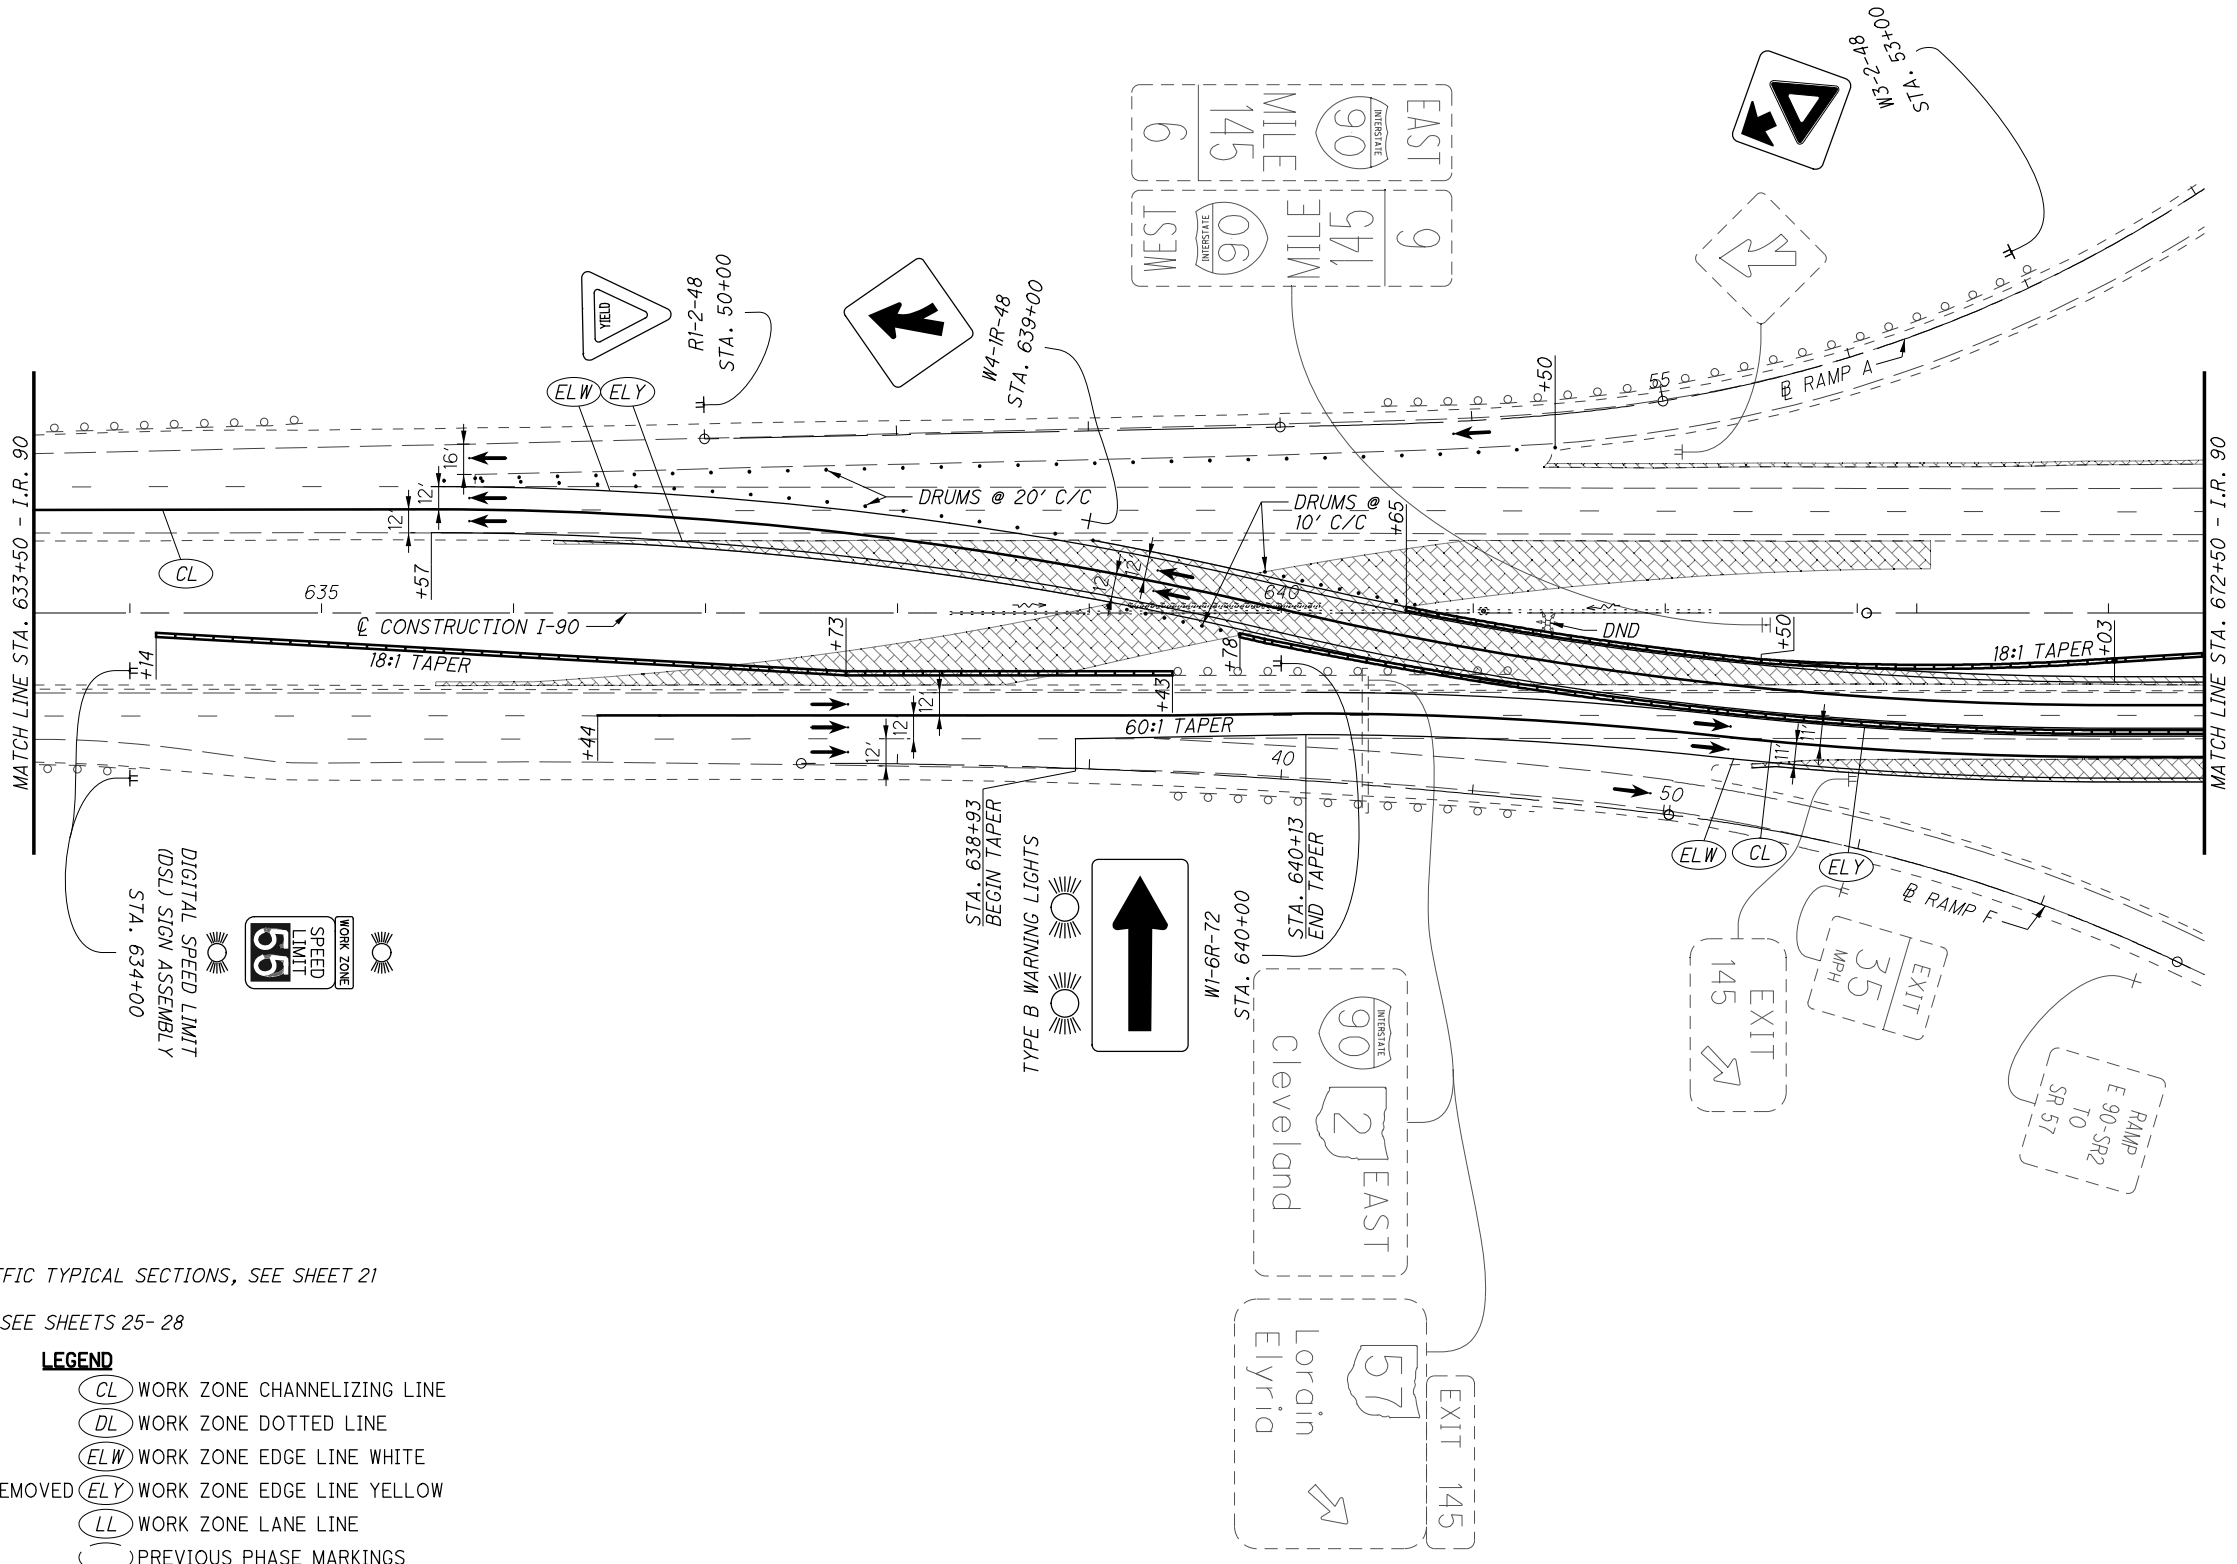 W3-2-48
STA. 53+00
EAST
INTERSTATE
90
MILE
145
6
WEST
INTERSTATE
90
MILE
145
6
YIELD
R1-2-48
STA. 50+00
W4-1R-48
STA. 639+00
ELW
ELY
+50
55
℄ RAMP A
16'
12'
12'
DRUMS @ 20' C/C
DRUMS @
10' C/C
+65
MATCH LINE STA. 633+50 - I.R. 90
MATCH LINE STA. 672+50 - I.R. 90
CL
+57
635
12'
12'
640
℄ CONSTRUCTION I-90
+14
18:1 TAPER
+73
+43
+78
DND
+50
18:1 TAPER
+03
+44
12'
12'
12'
60:1 TAPER
40
50
11'
11'
ELW
CL
ELY
℄ RAMP F
STA. 638+93
BEGIN TAPER
STA. 640+13
END TAPER
DIGITAL SPEED LIMIT
(DSL) SIGN ASSEMBLY
STA. 634+00
WORK ZONE
SPEED
LIMIT
55
TYPE B WARNING LIGHTS
W1-6R-72
STA. 640+00
INTERSTATE
90
2
EAST
Cleveland
EXIT
145
EXIT
35
MPH
RAMP
E 90-SR2
TO
SR 57
EXIT 145
57
Lorain
Elyria
FIC TYPICAL SECTIONS, SEE SHEET 21
SEE SHEETS 25-28
LEGEND
CL WORK ZONE CHANNELIZING LINE
DL WORK ZONE DOTTED LINE
ELW WORK ZONE EDGE LINE WHITE
EMOVED ELY WORK ZONE EDGE LINE YELLOW
LL WORK ZONE LANE LINE
PREVIOUS PHASE MARKINGS